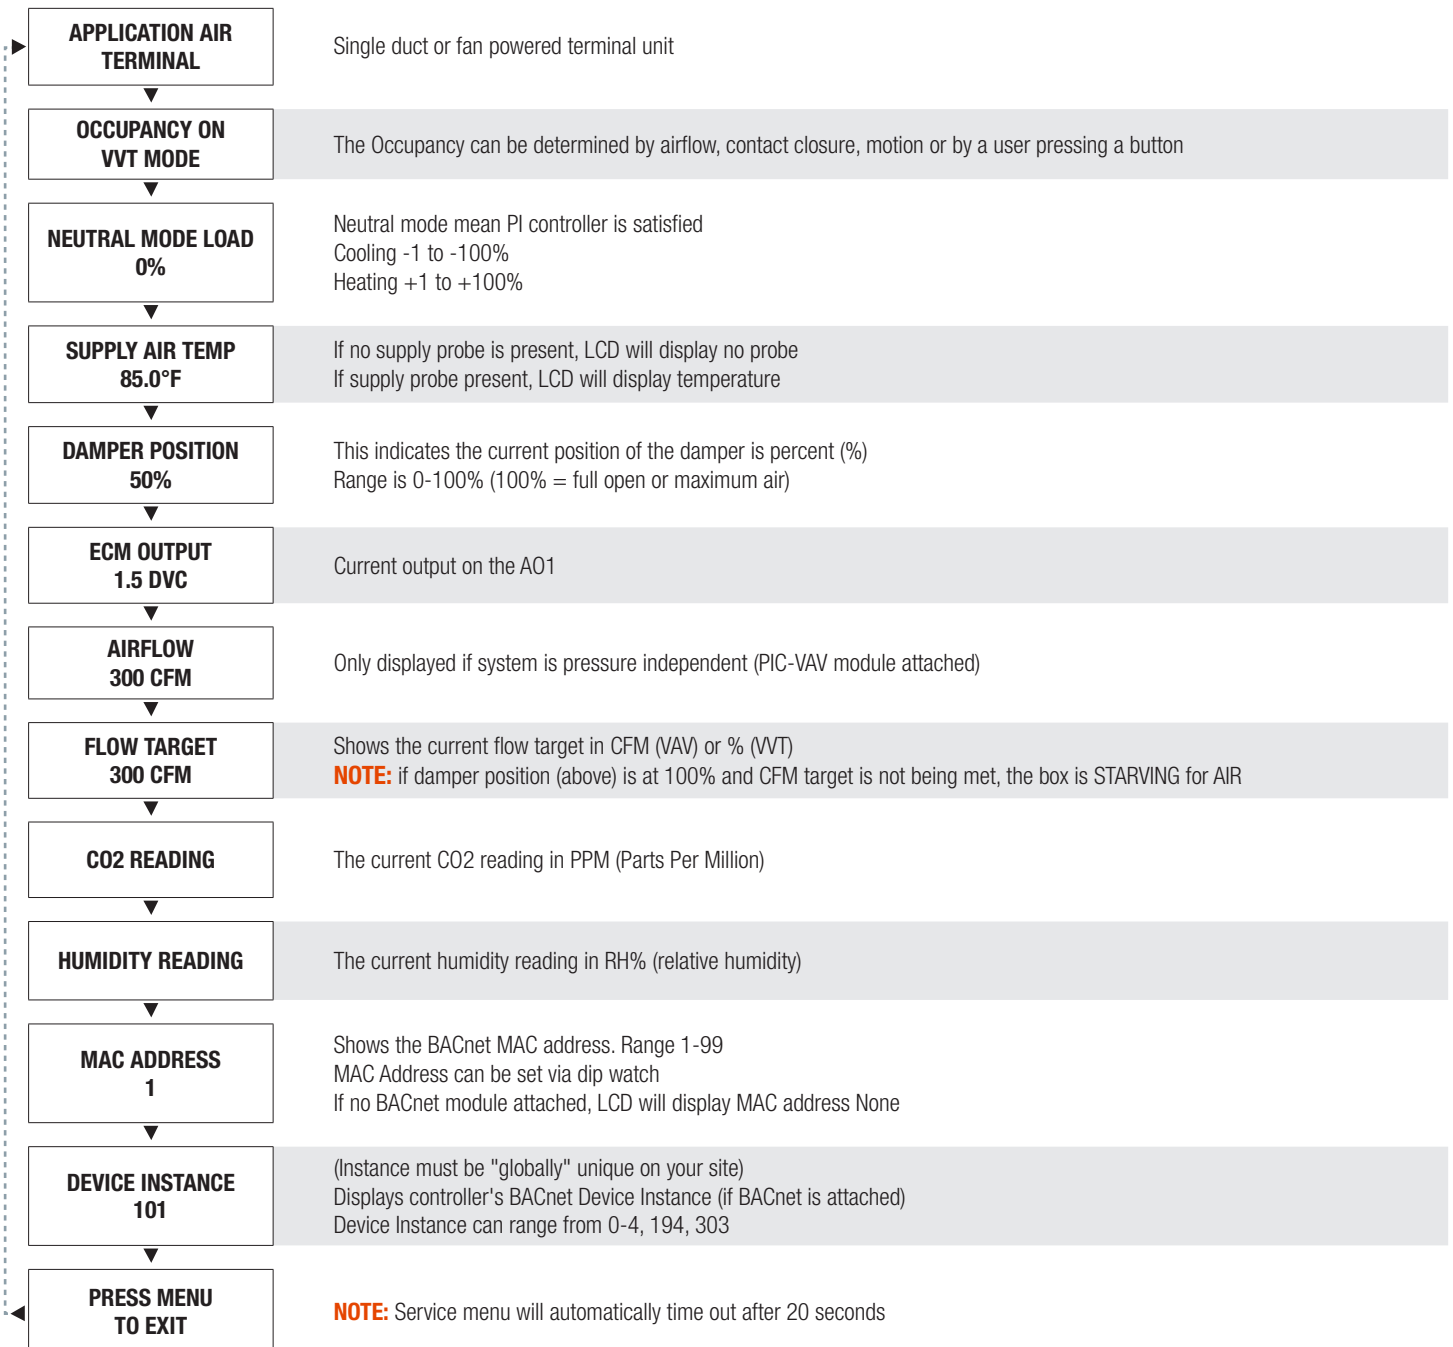 APPLICATION AIR
TERMINAL
Single duct or fan powered terminal unit
OCCUPANCY ON
VVT MODE
The Occupancy can be determined by airflow, contact closure, motion or by a user pressing a button
NEUTRAL MODE LOAD
0%
Neutral mode mean PI controller is satisfied
Cooling -1 to -100%
Heating +1 to +100%
SUPPLY AIR TEMP
85.0°F
If no supply probe is present, LCD will display no probe
If supply probe present, LCD will display temperature
DAMPER POSITION
50%
This indicates the current position of the damper is percent (%)
Range is 0-100% (100% = full open or maximum air)
ECM OUTPUT
1.5 DVC
Current output on the AO1
AIRFLOW
300 CFM
Only displayed if system is pressure independent (PIC-VAV module attached)
FLOW TARGET
300 CFM
Shows the current flow target in CFM (VAV) or % (VVT)
NOTE: if damper position (above) is at 100% and CFM target is not being met, the box is STARVING for AIR
CO2 READING
The current CO2 reading in PPM (Parts Per Million)
HUMIDITY READING
The current humidity reading in RH% (relative humidity)
MAC ADDRESS
1
Shows the BACnet MAC address. Range 1-99
MAC Address can be set via dip watch
If no BACnet module attached, LCD will display MAC address None
DEVICE INSTANCE
101
(Instance must be "globally" unique on your site)
Displays controller's BACnet Device Instance (if BACnet is attached)
Device Instance can range from 0-4, 194, 303
PRESS MENU
TO EXIT
NOTE: Service menu will automatically time out after 20 seconds